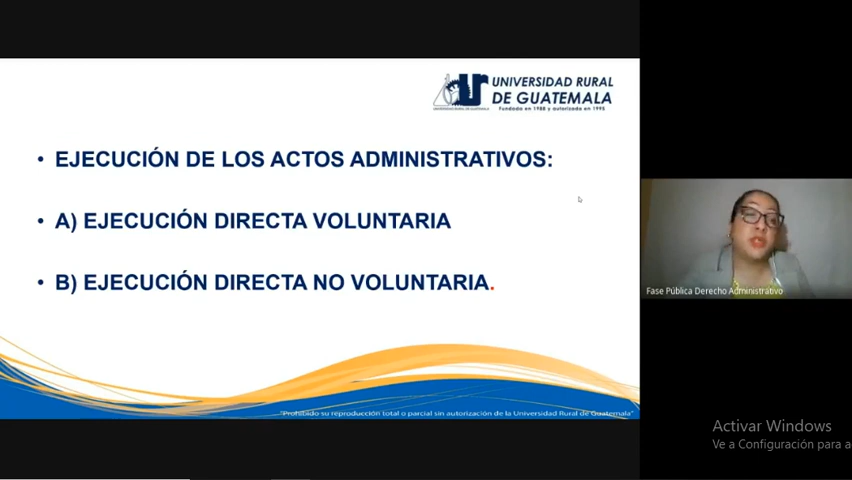 UNIVERSIDAD RURAL
DE GUATEMALA
Fundada en 1988 y autorizada en 1995
• EJECUCIÓN DE LOS ACTOS ADMINISTRATIVOS:
• A) EJECUCIÓN DIRECTA VOLUNTARIA
• B) EJECUCIÓN DIRECTA NO VOLUNTARIA.
Fase Pública Derecho Administrativo
"Prohibido su reproducción total o parcial sin autorización de la Universidad Rural de Guatemala"
Activar Windows
Ve a Configuración para a